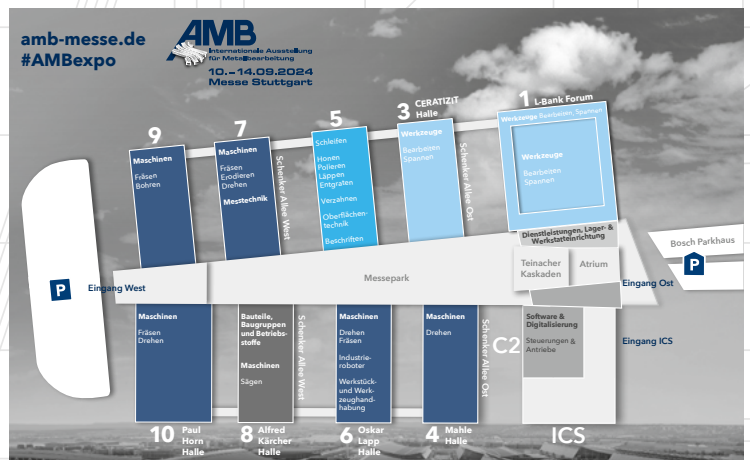 amb-messe.de
#AMBexpo
AMB
Internationale Ausstellung
für Metallbearbeitung
10.–14.09.2024
Messe Stuttgart
9
Maschinen
Fräsen
Bohren
7
Maschinen
Fräsen
Erodieren
Drehen
Messtechnik
Schenker Allee West
5
Schleifen
Honen
Polieren
Läppen
Entgraten
Verzahnen
Oberflächen-
technik
Beschriften
3 CERATIZIT
Halle
Werkzeuge
Bearbeiten
Spannen
Schenker Allee Ost
1 L-Bank Forum
Werkzeuge Bearbeiten, Spannen
Werkzeuge
Bearbeiten
Spannen
Dienstleistungen, Lager- &
Werkstatteinrichtung
Teinacher
Kaskaden
Atrium
Bosch Parkhaus
P
P
Eingang West
Messepark
Eingang Ost
Maschinen
Fräsen
Drehen
10 Paul
Horn
Halle
Bauteile,
Baugruppen
und Betriebs-
stoffe
Maschinen
Sägen
8 Alfred
Kärcher
Halle
Schenker Allee West
Maschinen
Drehen
Fräsen
Industrie-
roboter
Werkstück-
und Werk-
zeughand-
habung
6 Oskar
Lapp
Halle
Maschinen
Drehen
4 Mahle
Halle
Schenker Allee Ost
C2
Software &
Digitalisierung
Steuerungen &
Antriebe
Eingang ICS
ICS